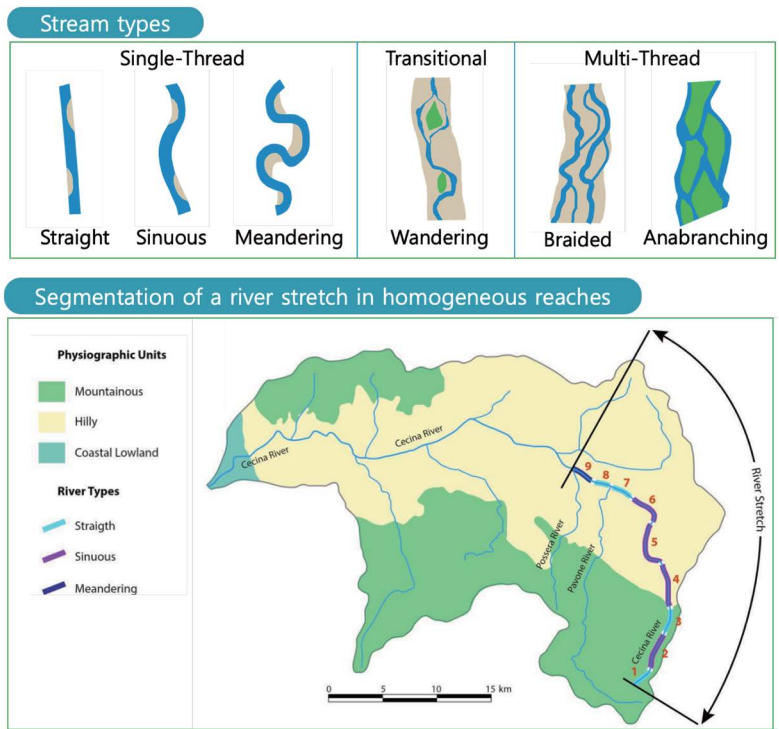 Stream types
Single-Thread
Transitional
Multi-Thread
Straight
Sinuous
Meandering
Wandering
Braided
Anabranching
Segmentation of a river stretch in homogeneous reaches
Physiographic Units
Mountainous
Hilly
Coastal Lowland
River Types
Straigth
Sinuous
Meandering
Cecina River
Cecina River
Possera River
Pavone River
Cecina River
9
8
7
6
5
4
3
2
1
River Stretch
0
5
10
15 km